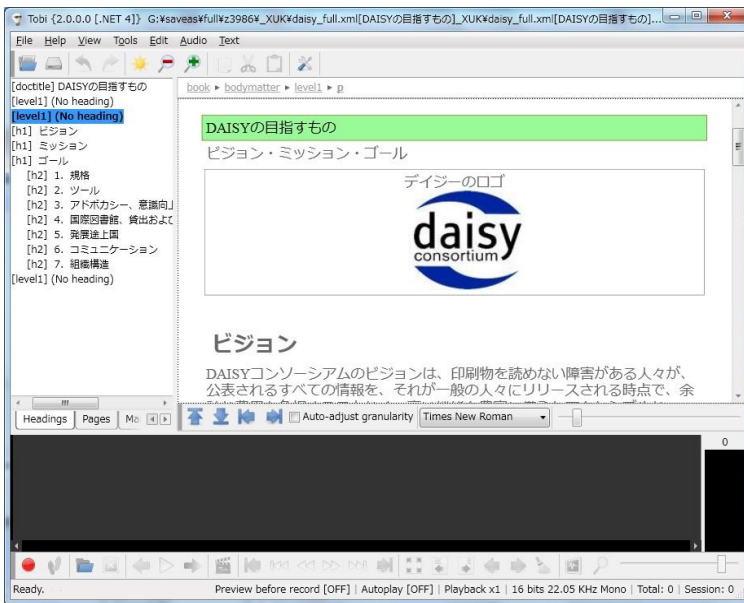 Tobi {2.0.0.0 [.NET 4]} G:¥saveas¥full¥z3986¥_XUK¥daisy_full.xml[DAISYの目指すもの]_XUK¥daisy_full.xml[DAISYの目指すもの]...
File Help View Tools Edit Audio Text
[doctitle] DAISYの目指すもの
[level1] (No heading)
[level1] (No heading)
[h1] ビジョン
[h1] ミッション
[h1] ゴール
[h2] 1. 規格
[h2] 2. ツール
[h2] 3. アドボカシー、意識向上
[h2] 4. 国際図書館、貸出およて
[h2] 5. 発展途上国
[h2] 6. コミュニケーション
[h2] 7. 組織構造
[level1] (No heading)
Headings Pages Ma
book ▸ bodymatter ▸ level1 ▸ p
DAISYの目指すもの
ビジョン・ミッション・ゴール
デイジーのロゴ
daisy
consortium
ビジョン
DAISYコンソーシアムのビジョンは、印刷物を読めない障害がある人々が、
公表されるすべての情報を、それが一般の人々にリリースされる時点で、余
Auto-adjust granularity Times New Roman
0
Ready.
Preview before record [OFF] | Autoplay [OFF] | Playback x1 | 16 bits 22.05 KHz Mono | Total: 0 | Session: 0